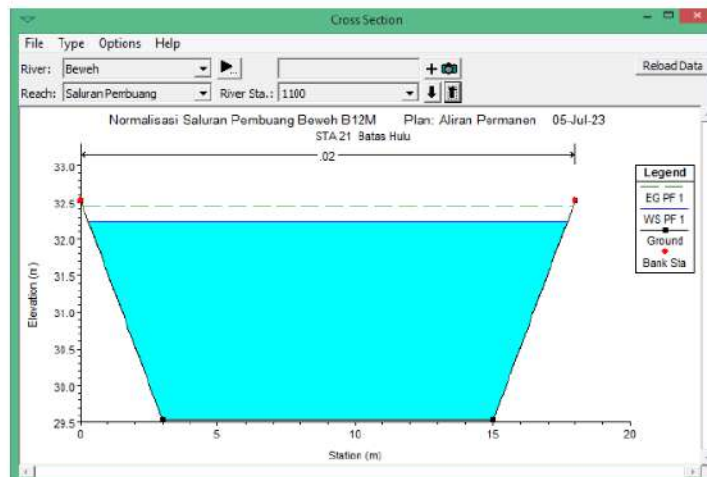 Cross Section
File Type Options Help
River: Beweh
Reload Data
Reach: Saluran Pembuang River Sta.: 1100
Normalisasi Saluran Pembuang Beweh B12M Plan: Aliran Permanen 05-Jul-23
STA 21 Batas Hulu
.02
Legend
EG PF 1
WS PF 1
Ground
Bank Sta
33.0
32.5
32.0
31.5
31.0
30.5
30.0
29.5
Elevation (m)
0 5 10 15 20
Station (m)